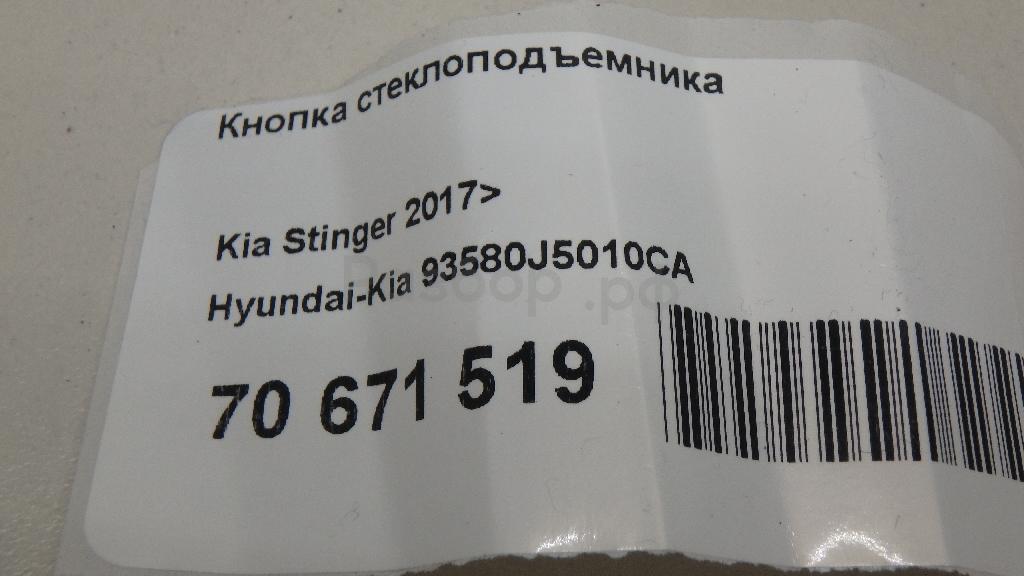 Кнопка стеклоподъемника
Kia Stinger 2017>
Hyundai-Kia 93580J5010CA
70 671 519